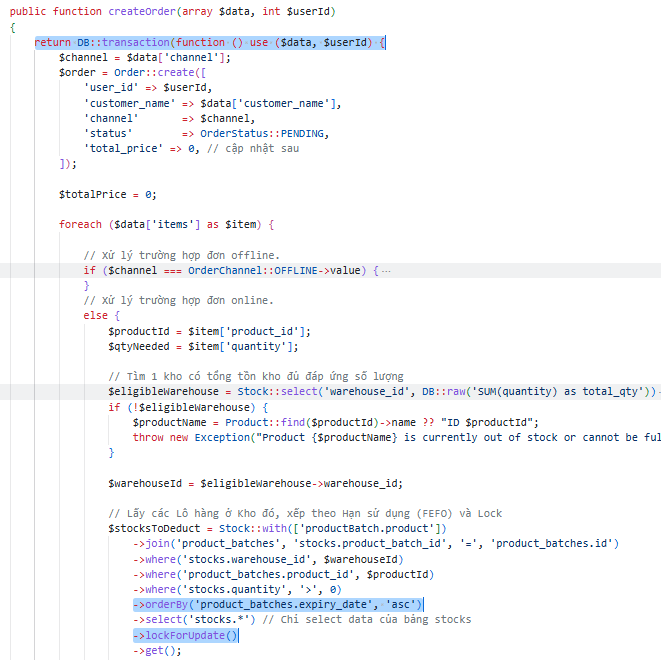 public function createOrder(array $data, int $userId)
{
return DB::transaction(function () use ($data, $userId) {
$channel = $data['channel'];
$order = Order::create([
'user_id' => $userId,
'customer_name' => $data['customer_name'],
'channel' => $channel,
'status' => OrderStatus::PENDING,
'total_price' => 0, // cập nhật sau
]);
$totalPrice = 0;
foreach ($data['items'] as $item) {
// Xử lý trường hợp đơn offline.
if ($channel === OrderChannel::OFFLINE->value) { ···
}
// Xử lý trường hợp đơn online.
else {
$productId = $item['product_id'];
$qtyNeeded = $item['quantity'];
// Tìm 1 kho có tổng tồn kho đủ đáp ứng số lượng
$eligibleWarehouse = Stock::select('warehouse_id', DB::raw('SUM(quantity) as total_qty'))
if (!$eligibleWarehouse) {
$productName = Product::find($productId)->name ?? "ID $productId";
throw new Exception("Product {$productName} is currently out of stock or cannot be ful
}
$warehouseId = $eligibleWarehouse->warehouse_id;
// Lấy các Lô hàng ở Kho đó, xếp theo Hạn sử dụng (FEFO) và Lock
$stocksToDeduct = Stock::with(['productBatch.product'])
->join('product_batches', 'stocks.product_batch_id', '=', 'product_batches.id')
->where('stocks.warehouse_id', $warehouseId)
->where('product_batches.product_id', $productId)
->where('stocks.quantity', '>', 0)
->orderBy('product_batches.expiry_date', 'asc')
->select('stocks.*') // Chỉ select data của bảng stocks
->lockForUpdate()
->get();